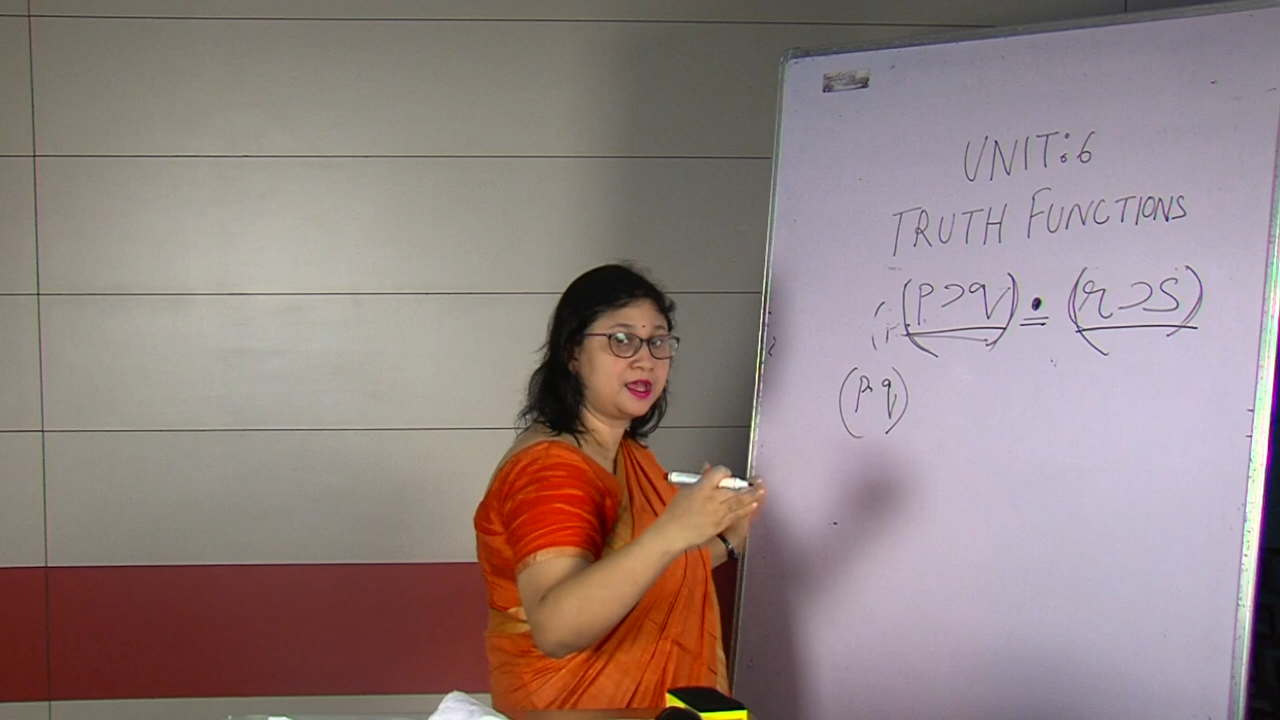 UNIT:6
TRUTH FUNCTIONS
(p⊃q) • (r⊃s)
(p q)